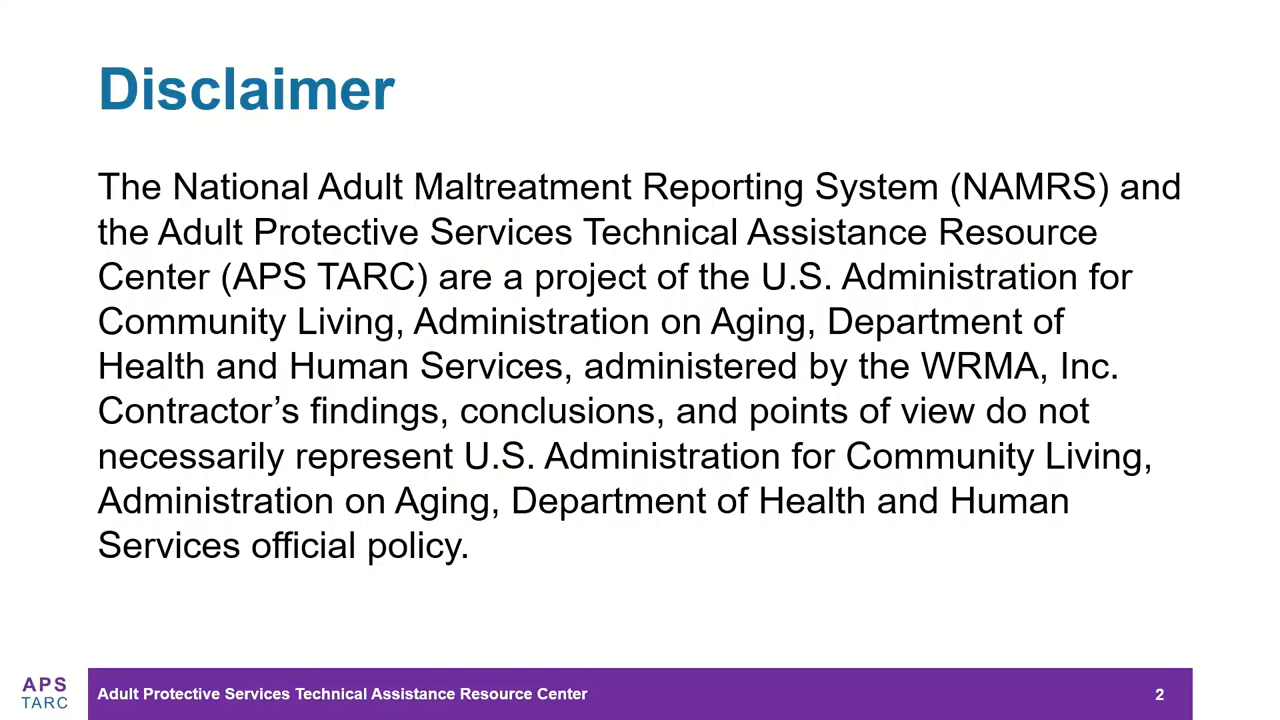 Disclaimer
The National Adult Maltreatment Reporting System (NAMRS) and
the Adult Protective Services Technical Assistance Resource
Center (APS TARC) are a project of the U.S. Administration for
Community Living, Administration on Aging, Department of
Health and Human Services, administered by the WRMA, Inc.
Contractor’s findings, conclusions, and points of view do not
necessarily represent U.S. Administration for Community Living,
Administration on Aging, Department of Health and Human
Services official policy.
APS
TARC
Adult Protective Services Technical Assistance Resource Center
2